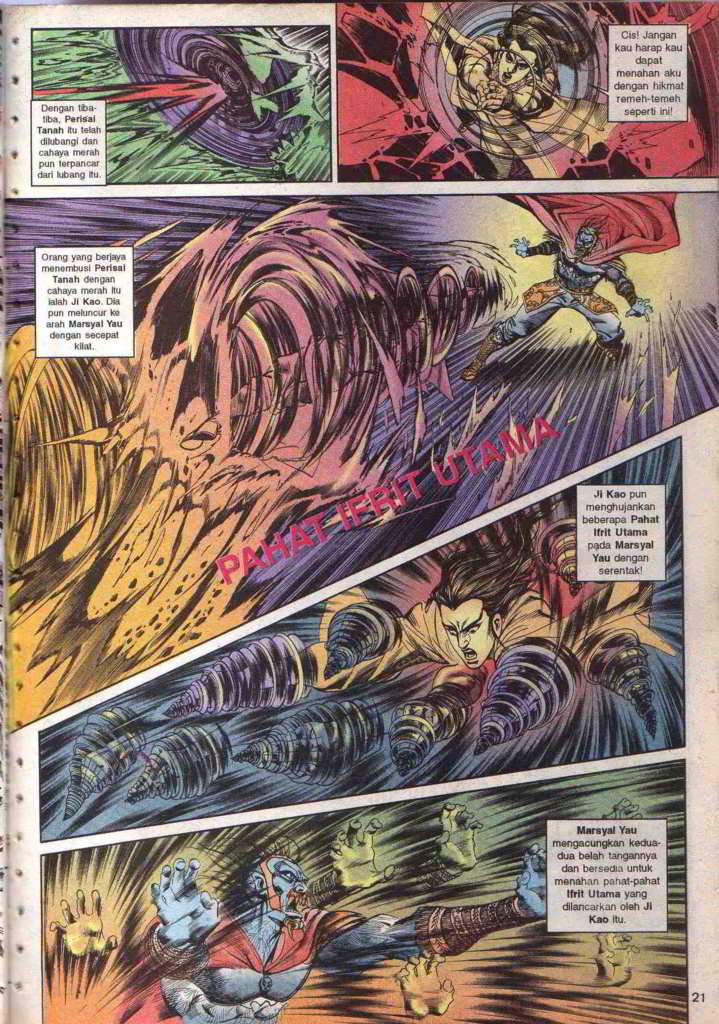 Dengan tiba-
tiba, Perisai
Tanah itu telah
dilubangi dan
cahaya merah
pun terpancar
dari lubang itu.
Cis! Jangan
kau harap kau
dapat
menahan aku
dengan hikmat
remeh-temeh
seperti ini!
Orang yang berjaya
menembusi Perisai
Tanah dengan
cahaya merah itu
ialah Ji Kao. Dia
pun meluncur ke
arah Marsyal Yau
dengan secepat
kilat.
PAHAT IFRIT UTAMA
Ji Kao pun
menghujankan
beberapa Pahat
Ifrit Utama
pada Marsyal
Yau dengan
serentak!
Marsyal Yau
mengacungkan kedua-
dua belah tangannya
dan bersedia untuk
menahan pahat-pahat
Ifrit Utama yang
dilancarkan oleh Ji
Kao itu.
21